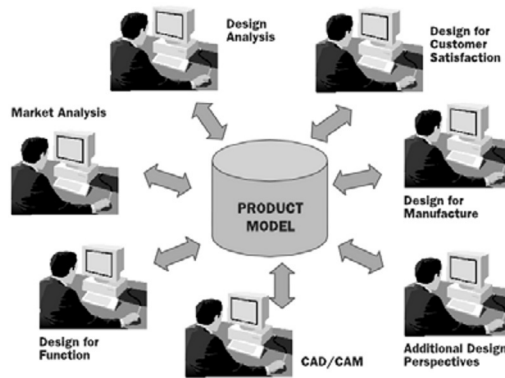 Design
Analysis
Design for
Customer
Satisfaction
Market Analysis
PRODUCT
MODEL
Design for
Manufacture
Design for
Function
CAD/CAM
Additional Design
Perspectives